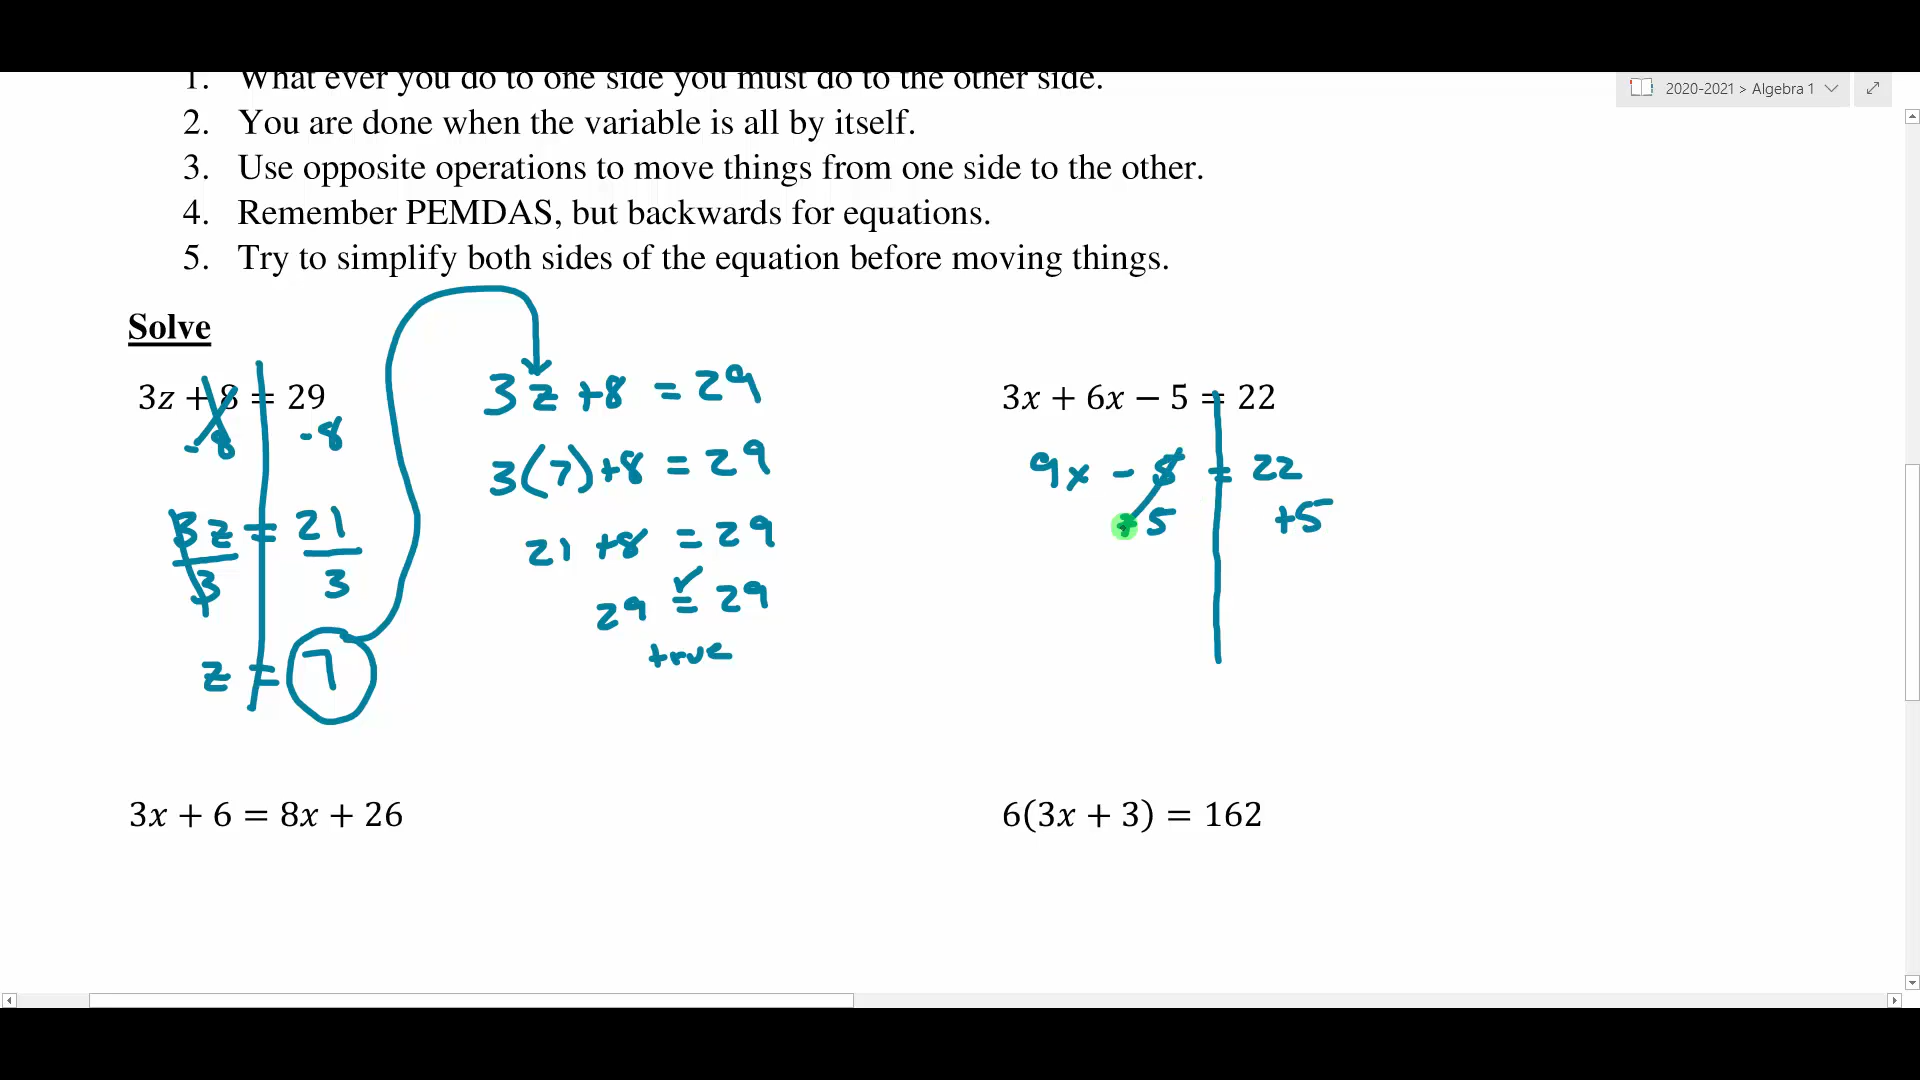 1. What ever you do to one side you must do to the other side.
2020-2021 > Algebra 1
2. You are done when the variable is all by itself.
3. Use opposite operations to move things from one side to the other.
4. Remember PEMDAS, but backwards for equations.
5. Try to simplify both sides of the equation before moving things.
Solve
3z + 8 = 29
-8 -8
3z = 21
3 3
z = 7
3z +8 = 29
3(7)+8 = 29
21 +8 = 29
29 = 29
true
3x + 6x − 5 = 22
9x - 5 = 22
+5 +5
3x + 6 = 8x + 26
6(3x + 3) = 162